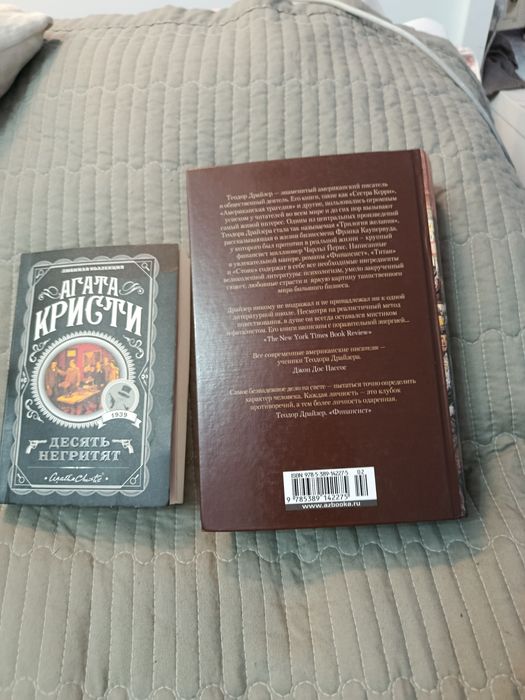 ЛЮБИМАЯ КОЛЛЕКЦИЯ
АГАТА
КРИСТИ
1939
ДЕСЯТЬ
НЕГРИТЯТ
Agatha Christie
Теодор Драйзер — знаменитый американский писатель
и общественный деятель. Его книги, такие как «Сестра Керри»,
«Американская трагедия» и другие, пользовались огромным
успехом у читателей во всем мире и до сих пор вызывают
самый живой интерес. Одним из центральных произведений
Теодора Драйзера стала так называемая «Трилогия желания»,
рассказывающая о жизни бизнесмена Фрэнка Каупервуда,
у которого был прототип в реальной жизни — крупный
финансист миллионер Чарльз Йеркс. Написанные
в увлекательной манере, романы «Финансист», «Титан»
и «Стоик» содержат в себе все необходимые ингредиенты
великолепной литературы: психологизм, умело закрученный
сюжет, любовные страсти и яркую картину таинственного
мира большого бизнеса.
Драйзер никому не подражал и не принадлежал ни к одной
литературной школе. Несмотря на реалистичный метод
повествования, в душе он всегда оставался мистиком
и фаталистом. Его книги написаны с поразительной энергией...
«The New York Times Book Review»
Все современные американские писатели —
ученики Теодора Драйзера.
Джон Дос Пассос
Самое безнадежное дело на свете — пытаться точно определить
характер человека. Каждая личность — это клубок
противоречий, а тем более личность одаренная.
Теодор Драйзер. «Финансист»
ISBN 978-5-389-14227-5
02
9 785389 142275
www.azbooka.ru